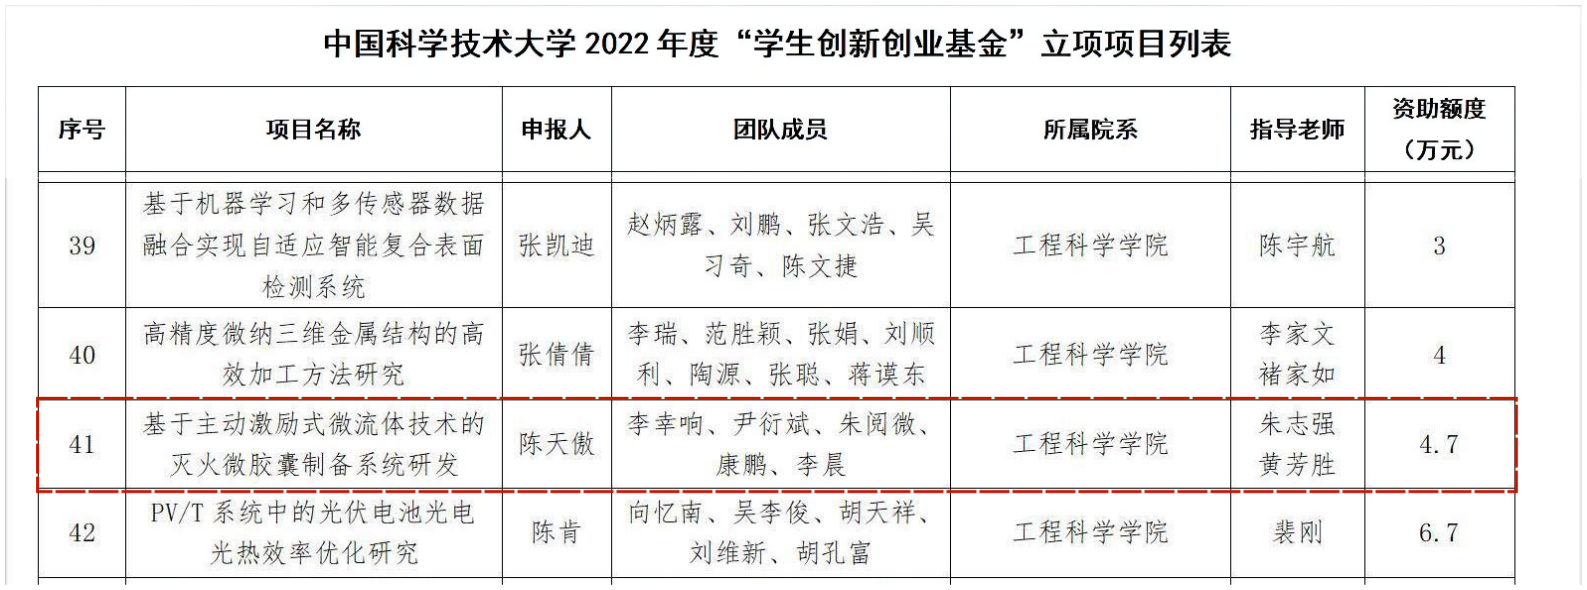 中国科学技术大学 2022 年度“学生创新创业基金”立项项目列表
序号 项目名称 申报人 团队成员 所属院系 指导老师 资助额度
（万元）
39 基于机器学习和多传感器数据
融合实现自适应智能复合表面
检测系统 张凯迪 赵炳露、刘鹏、张文浩、吴
习奇、陈文捷 工程科学学院 陈宇航 3
40 高精度微纳三维金属结构的高
效加工方法研究 张倩倩 李瑞、范胜颖、张娟、刘顺
利、陶源、张聪、蒋谟东 工程科学学院 李家文
褚家如 4
41 基于主动激励式微流体技术的
灭火微胶囊制备系统研发 陈天傲 李幸响、尹衍斌、朱阅微、
康鹏、李晨 工程科学学院 朱志强
黄芳胜 4.7
42 PV/T 系统中的光伏电池光电
光热效率优化研究 陈肯 向忆南、吴李俊、胡天祥、
刘维新、胡孔富 工程科学学院 裴刚 6.7